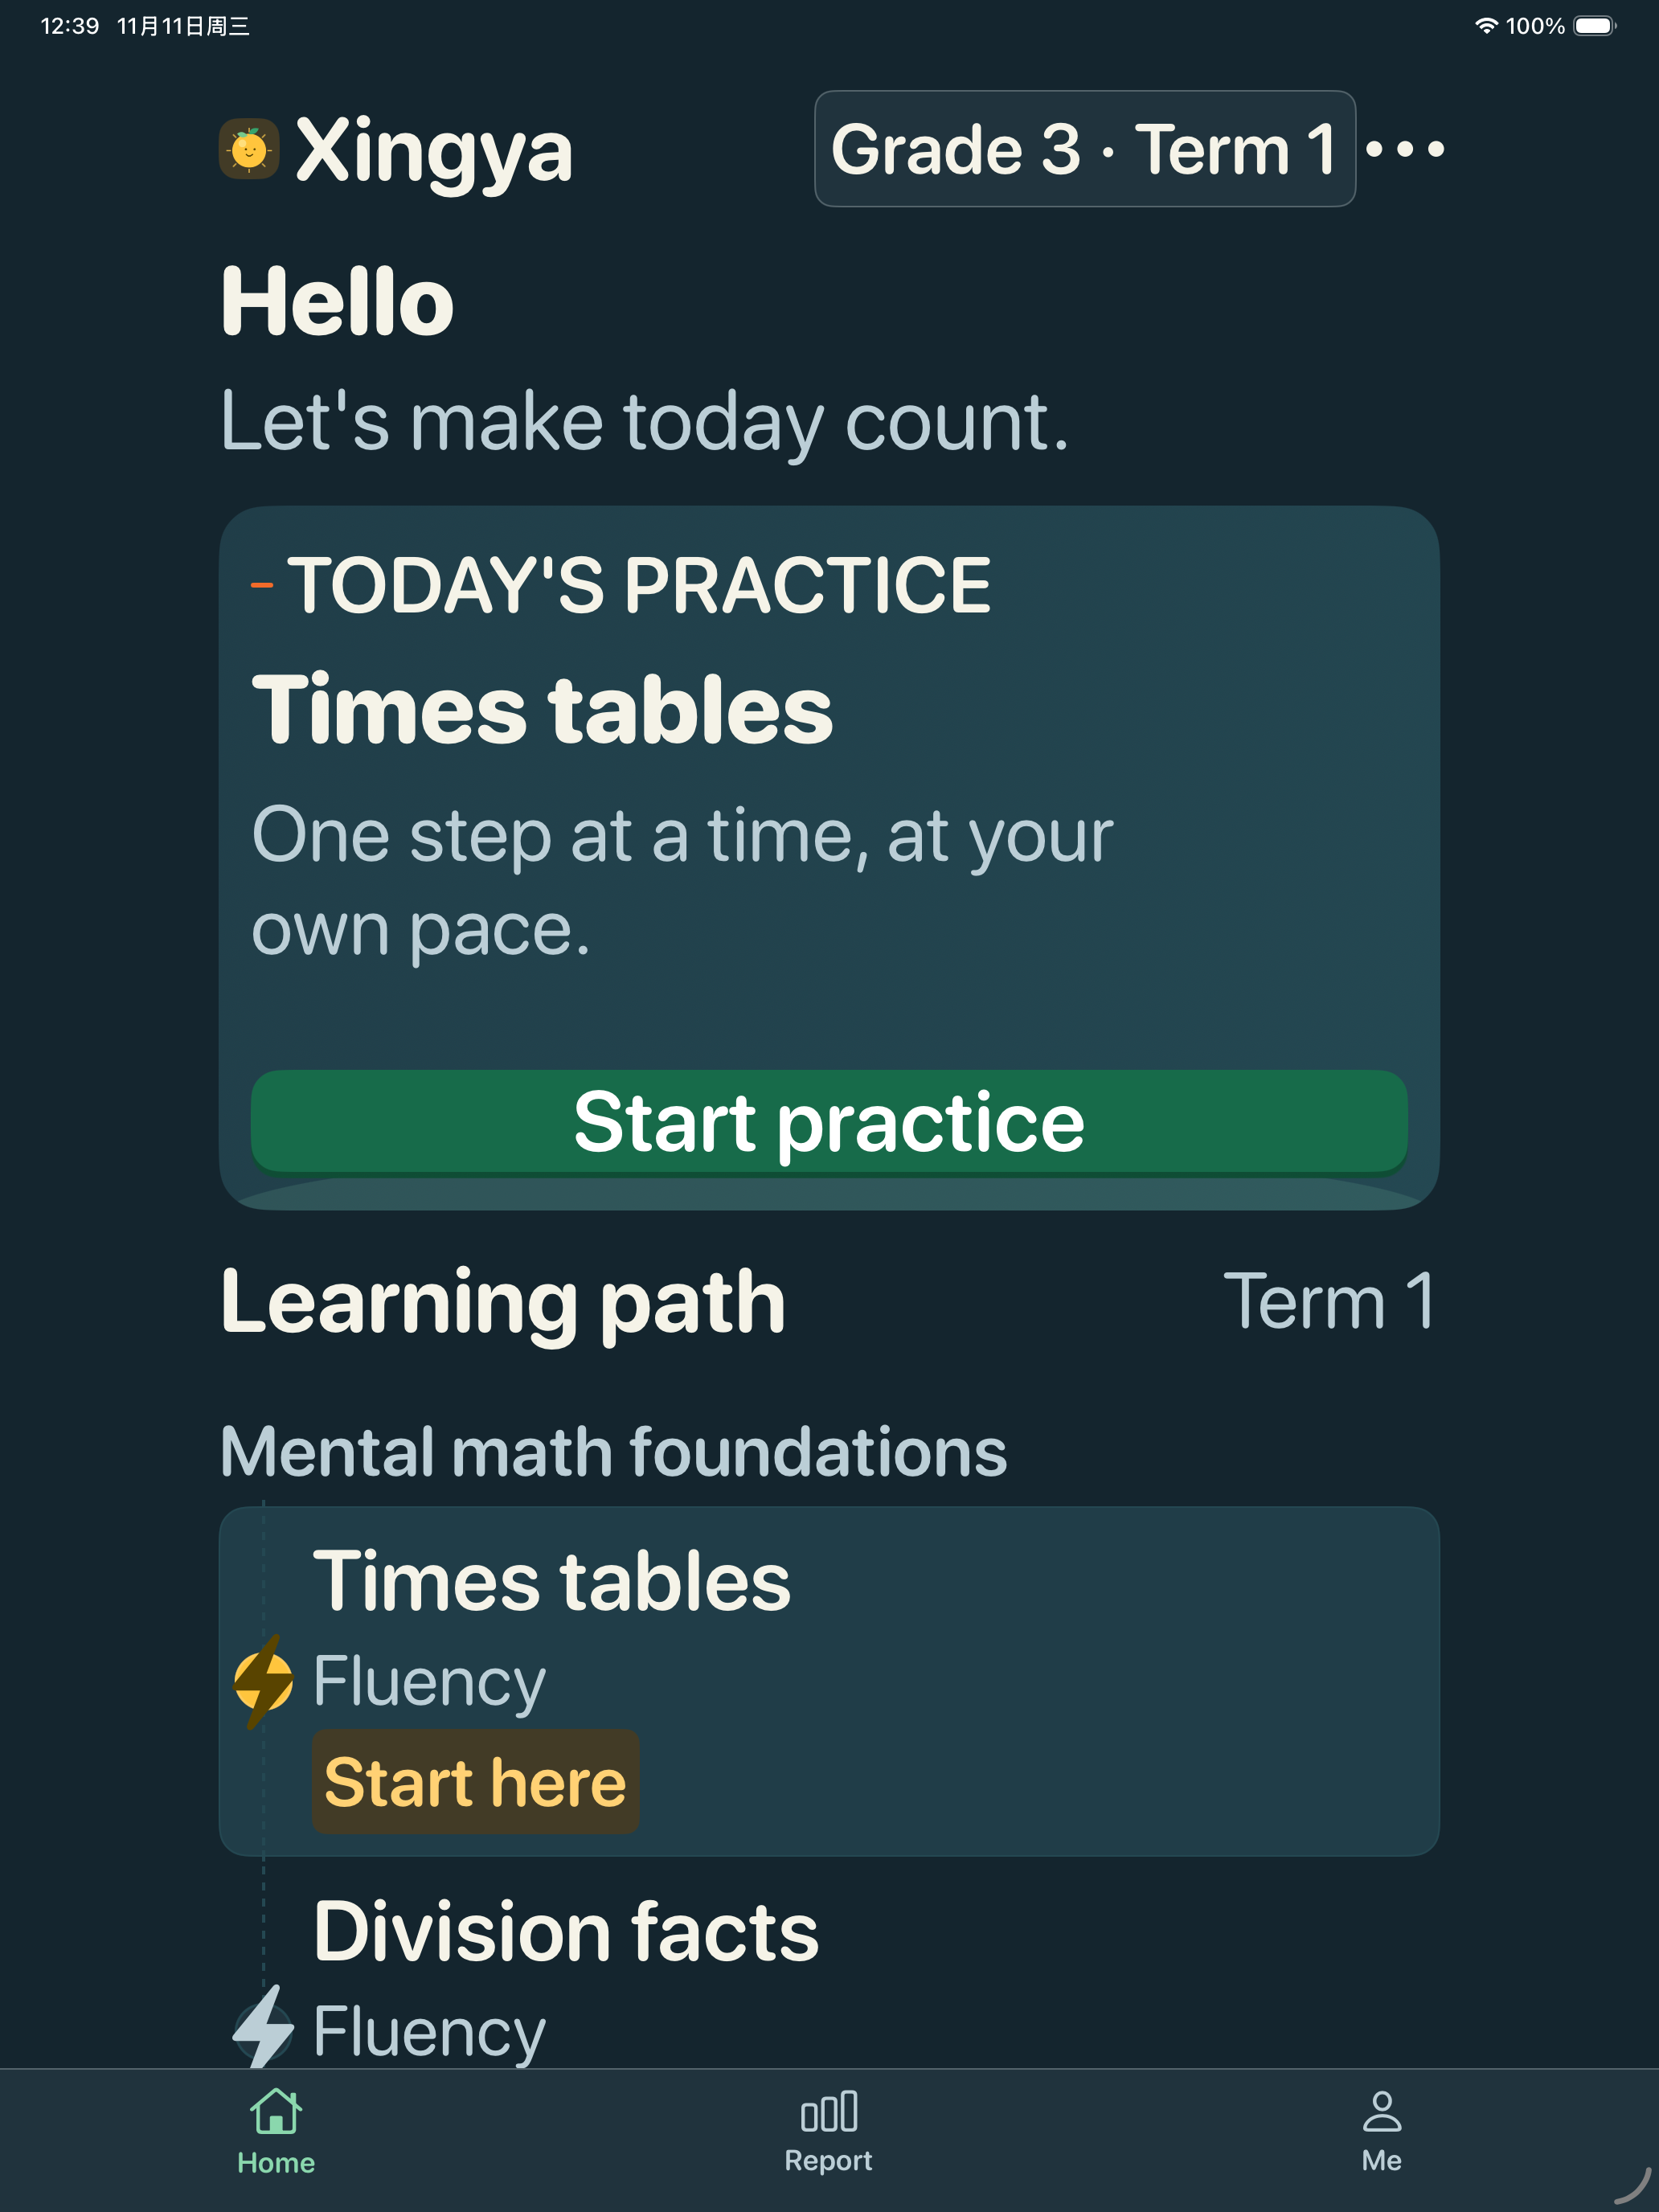 12:39 11月11日周三
100%
Xingya
Grade 3 · Term 1
Hello
Let's make today count.
TODAY'S PRACTICE
Times tables
One step at a time, at your
own pace.
Start practice
Learning path
Term 1
Mental math foundations
Times tables
Fluency
Start here
Division facts
Fluency
Home
Report
Me